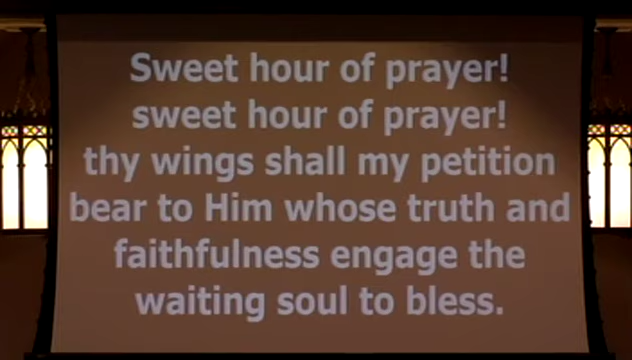 Sweet hour of prayer!
sweet hour of prayer!
thy wings shall my petition
bear to Him whose truth and
faithfulness engage the
waiting soul to bless.